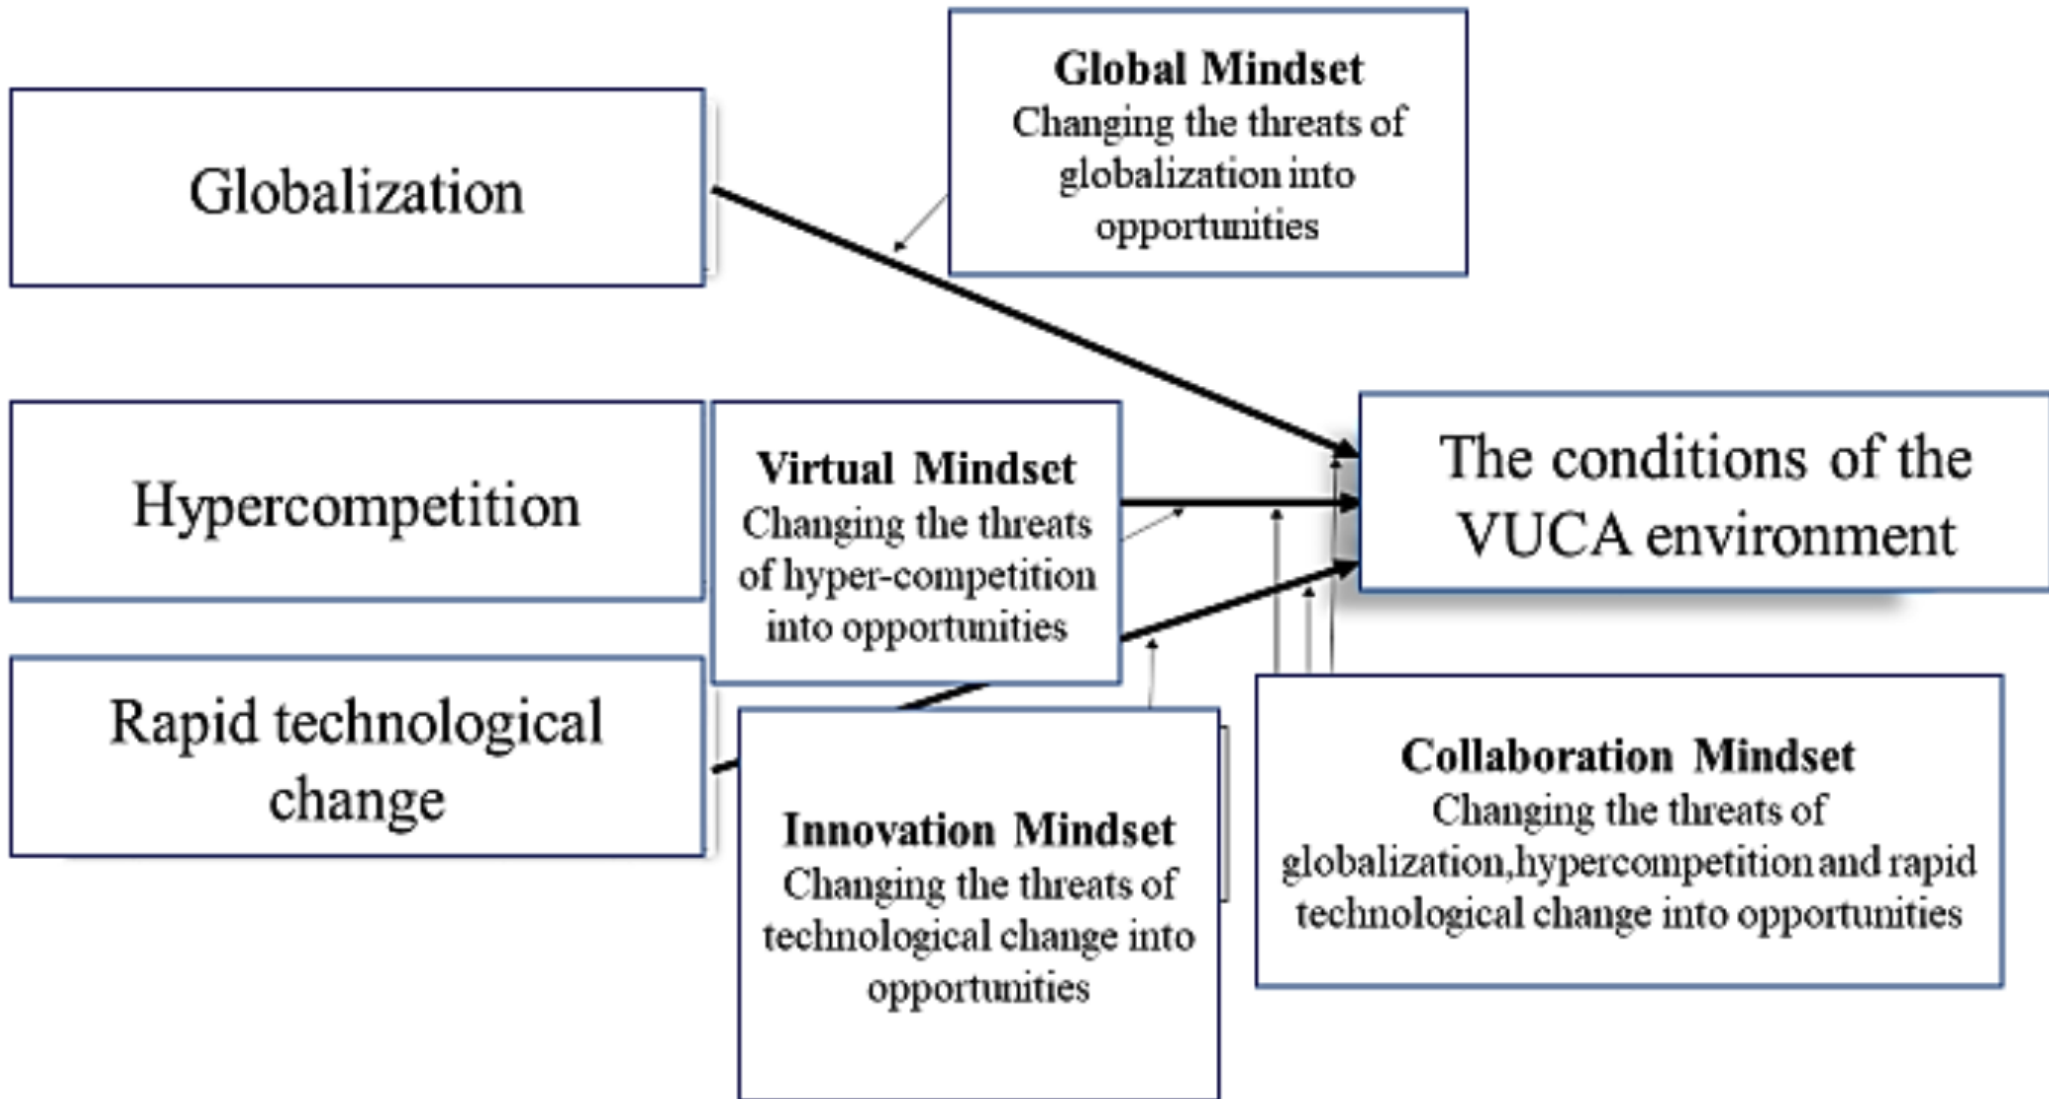 Global Mindset
Changing the threats of
globalization into
opportunities
Globalization
Hypercompetition
Virtual Mindset
Changing the threats
of hyper-competition
into opportunities
The conditions of the
VUCA environment
Rapid technological
change
Innovation Mindset
Changing the threats of
technological change into
opportunities
Collaboration Mindset
Changing the threats of
globalization,hypercompetition and rapid
technological change into opportunities